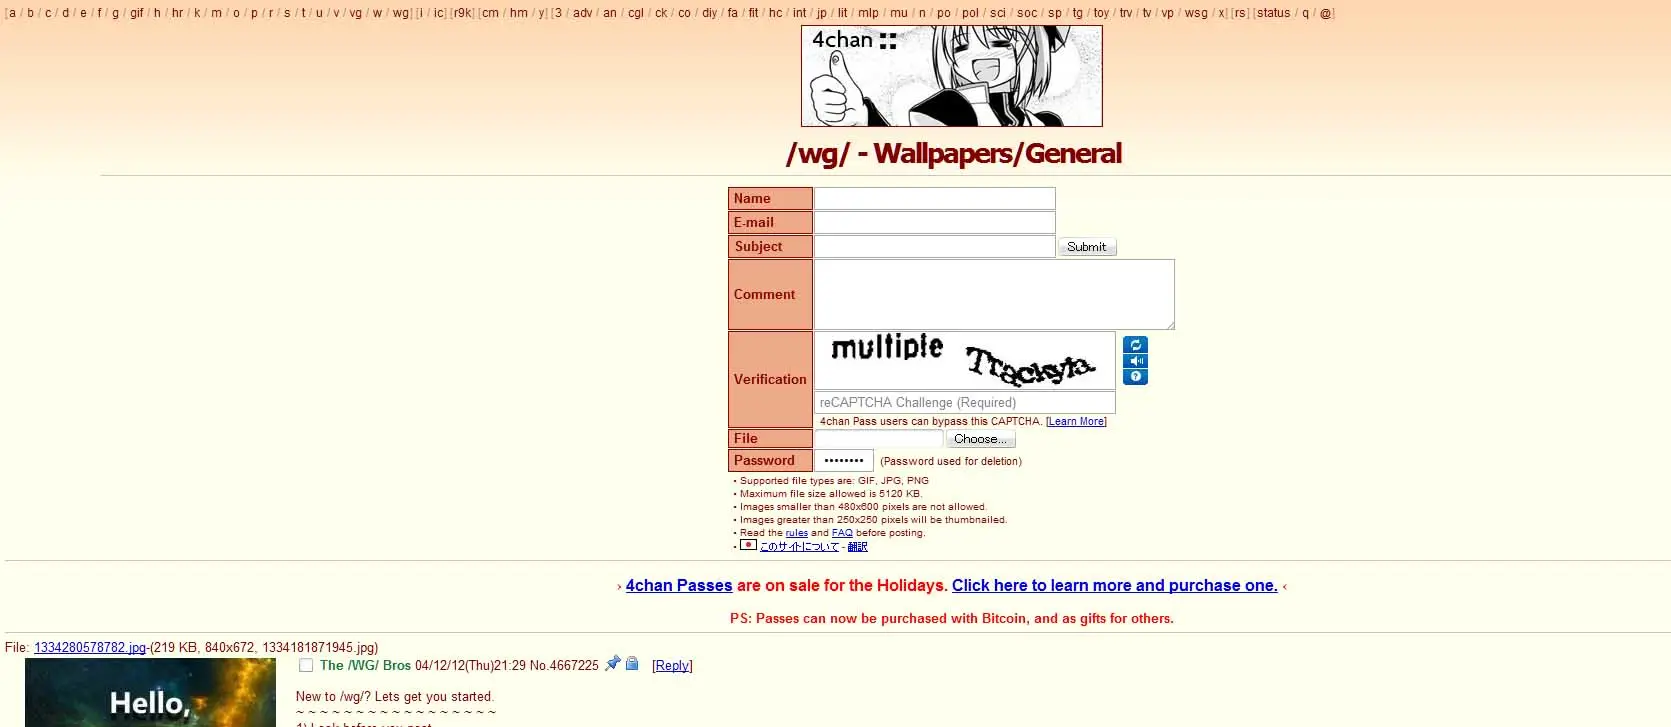 [a / b / c / d / e / f / g / gif / h / hr / k / m / o / p / r / s / t / u / v / vg / w / wg] [i / ic] [r9k] [cm / hm / y] [3 / adv / an / cgl / ck / co / diy / fa / fit / hc / int / jp / lit / mlp / mu / n / po / pol / sci / soc / sp / tg / toy / trv / tv / vp / wsg / x] [rs] [status / q / @]
4chan ::
/wg/ - Wallpapers/General
Name
E-mail
Subject Submit
Comment
multiple Trackyta
Verification
reCAPTCHA Challenge (Required)
4chan Pass users can bypass this CAPTCHA. [Learn More]
File Choose...
Password •••••••• (Password used for deletion)
• Supported file types are: GIF, JPG, PNG
• Maximum file size allowed is 5120 KB.
• Images smaller than 480x600 pixels are not allowed.
• Images greater than 250x250 pixels will be thumbnailed.
• Read the rules and FAQ before posting.
• このサイトについて - 翻訳
› 4chan Passes are on sale for the Holidays. Click here to learn more and purchase one. ‹
PS: Passes can now be purchased with Bitcoin, and as gifts for others.
File: 1334280578782.jpg-(219 KB, 840x672, 1334181871945.jpg)
The /WG/ Bros 04/12/12(Thu)21:29 No.4667225 [Reply]
Hello,
New to /wg/? Lets get you started.
~ ~ ~ ~ ~ ~ ~ ~ ~ ~ ~ ~ ~ ~ ~ ~ ~
1) Look before you post